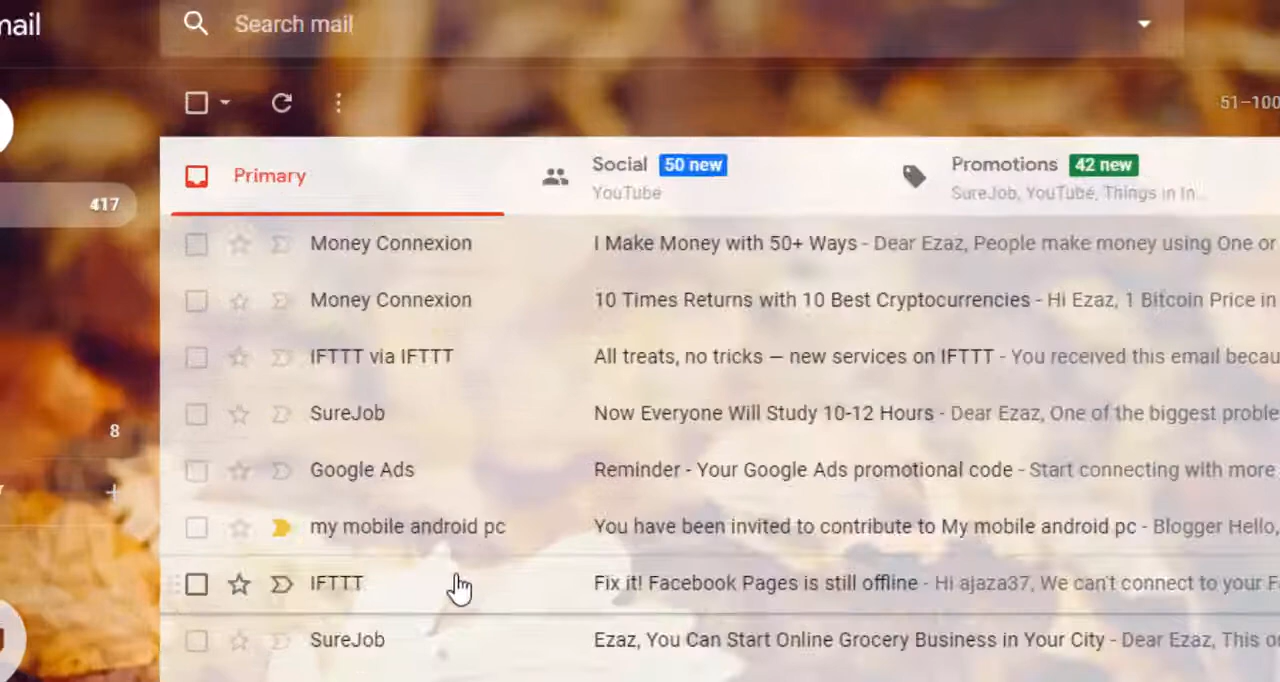 mail
Search mail
51–100
Primary
Social 50 new
YouTube
Promotions 42 new
SureJob, YouTube, Things in In...
417
Money Connexion I Make Money with 50+ Ways - Dear Ezaz, People make money using One or
Money Connexion 10 Times Returns with 10 Best Cryptocurrencies - Hi Ezaz, 1 Bitcoin Price in
IFTTT via IFTTT All treats, no tricks — new services on IFTTT - You received this email becau
SureJob Now Everyone Will Study 10-12 Hours - Dear Ezaz, One of the biggest proble
8
Google Ads Reminder - Your Google Ads promotional code - Start connecting with more
my mobile android pc You have been invited to contribute to My mobile android pc - Blogger Hello,
IFTTT Fix it! Facebook Pages is still offline - Hi ajaza37, We can't connect to your F
SureJob Ezaz, You Can Start Online Grocery Business in Your City - Dear Ezaz, This o